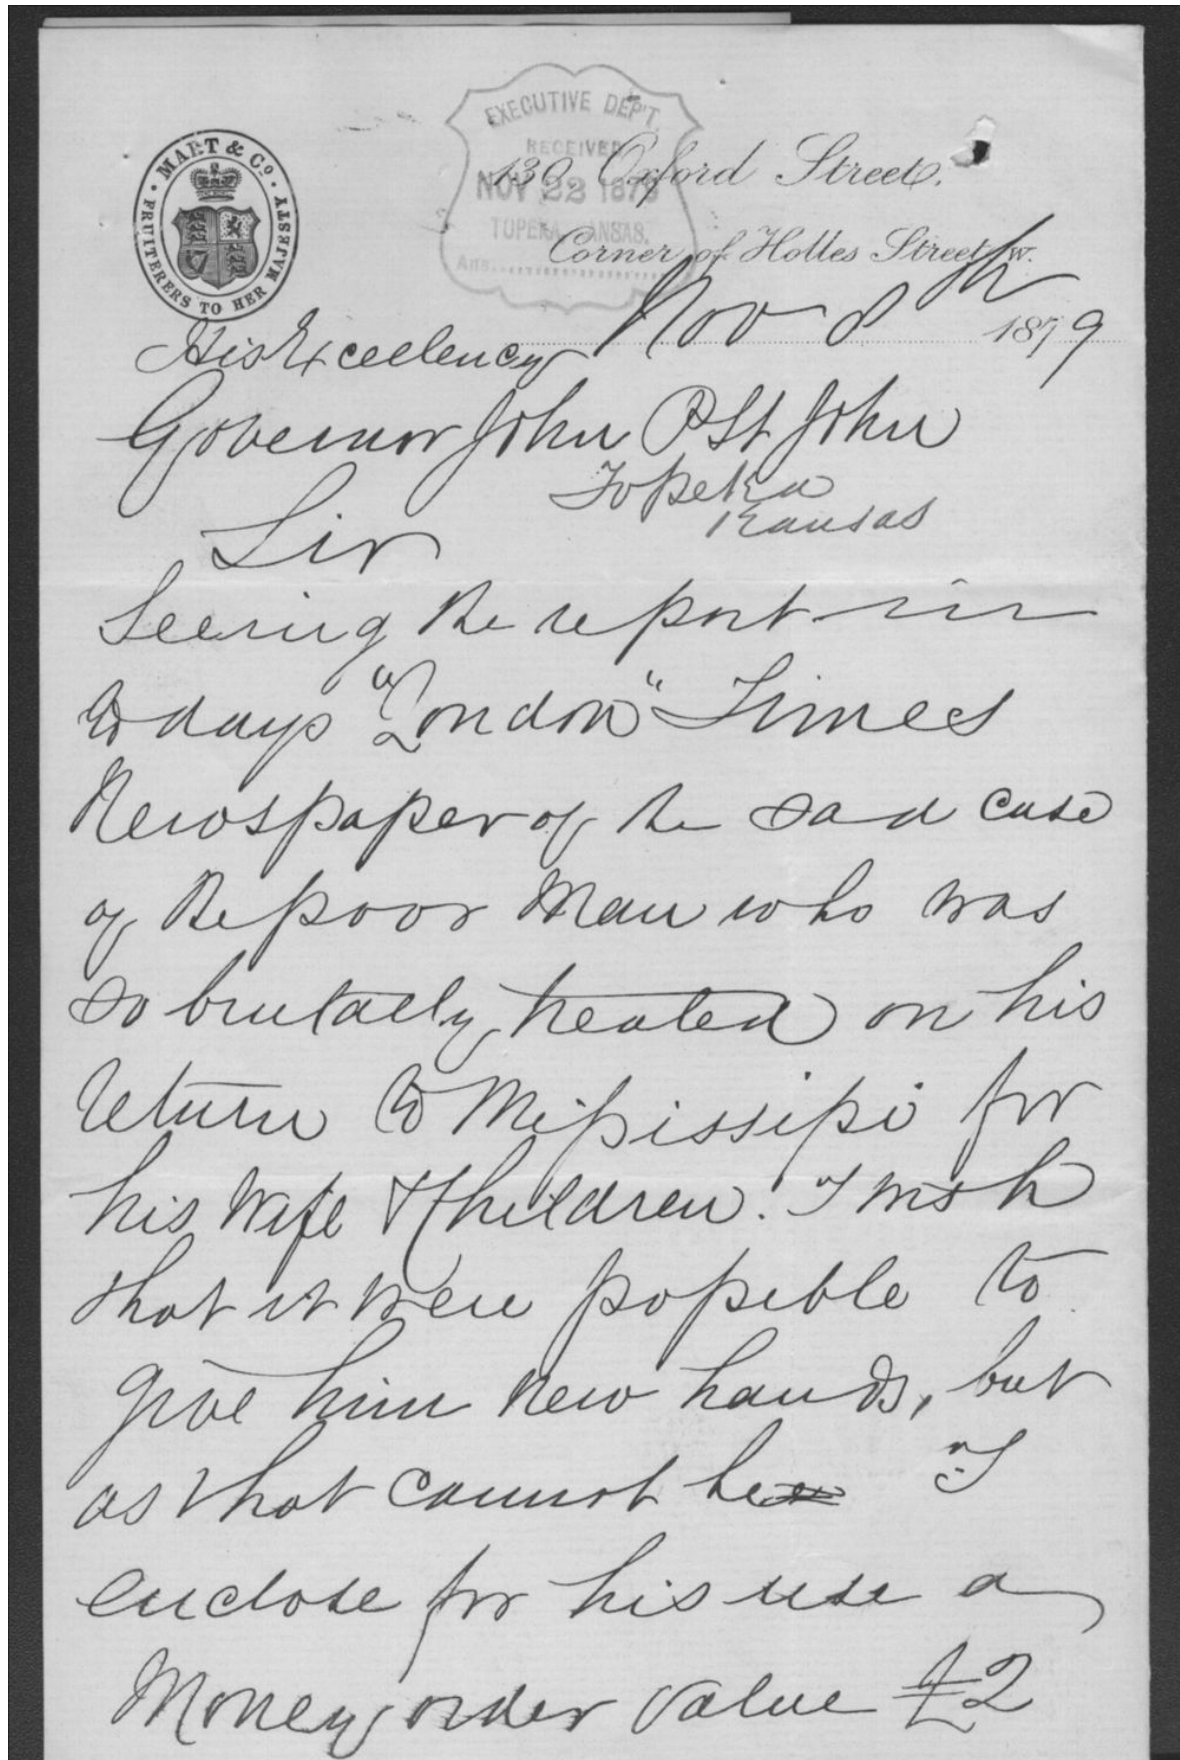 MART & Co.
FRUITERERS TO HER MAJESTY
EXECUTIVE DEP'T.
RECEIVED
NOV 22 1879
TOPEKA, KANSAS.
Ans.
130 Oxford Street.
Corner of Holles Street, W.
Nov 8th 1879
His Excellency
Governor John P St John
Topeka
Kansas
Sir
Seeing the report in
to days "London" Times
Newspaper of the sad case
of the poor Man who was
so brutally treated on his
return to Missisipi for
his Wife & Children. I wish
that it were possible to
give him New hands, but
as that cannot be I
enclose for his use a
Money order value £2